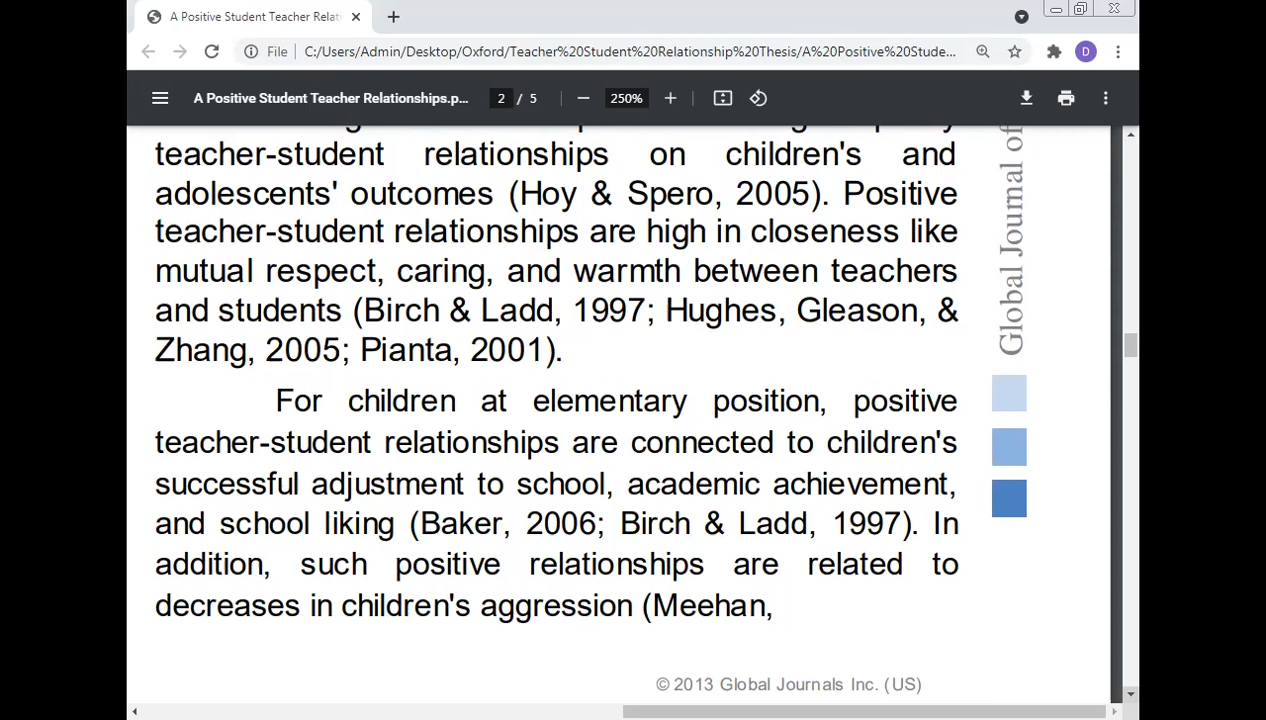 A Positive Student Teacher Relat
File
C:/Users/Admin/Desktop/Oxford/Teacher%20Student%20Relationship%20Thesis/A%20Positive%20Stude...
D
A Positive Student Teacher Relationships.p...
2 / 5
250%
teacher-student relationships on children's and
adolescents' outcomes (Hoy & Spero, 2005). Positive
teacher-student relationships are high in closeness like
mutual respect, caring, and warmth between teachers
and students (Birch & Ladd, 1997; Hughes, Gleason, &
Zhang, 2005; Pianta, 2001).
For children at elementary position, positive
teacher-student relationships are connected to children's
successful adjustment to school, academic achievement,
and school liking (Baker, 2006; Birch & Ladd, 1997). In
addition, such positive relationships are related to
decreases in children's aggression (Meehan,
Global Journal of
© 2013 Global Journals Inc. (US)